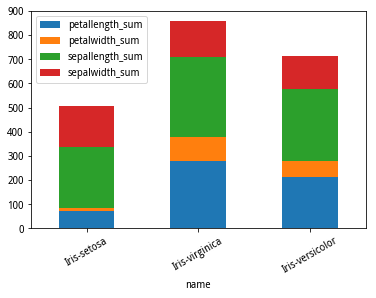 petallength_sum
petalwidth_sum
sepallength_sum
sepalwidth_sum
900
800
700
600
500
400
300
200
100
0
Iris-setosa
Iris-virginica
Iris-versicolor
name